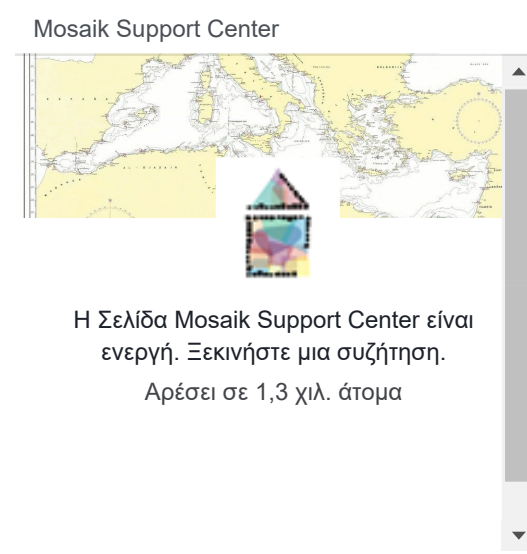 Mosaik Support Center
Η Σελίδα Mosaik Support Center είναι
ενεργή. Ξεκινήστε μια συζήτηση.
Αρέσει σε 1,3 χιλ. άτομα